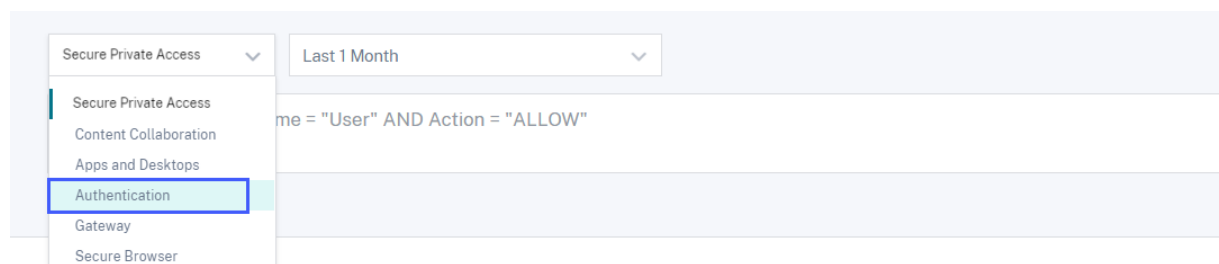 Secure Private Access
Last 1 Month
Secure Private Access
me = "User" AND Action = "ALLOW"
Content Collaboration
Apps and Desktops
Authentication
Gateway
Secure Browser